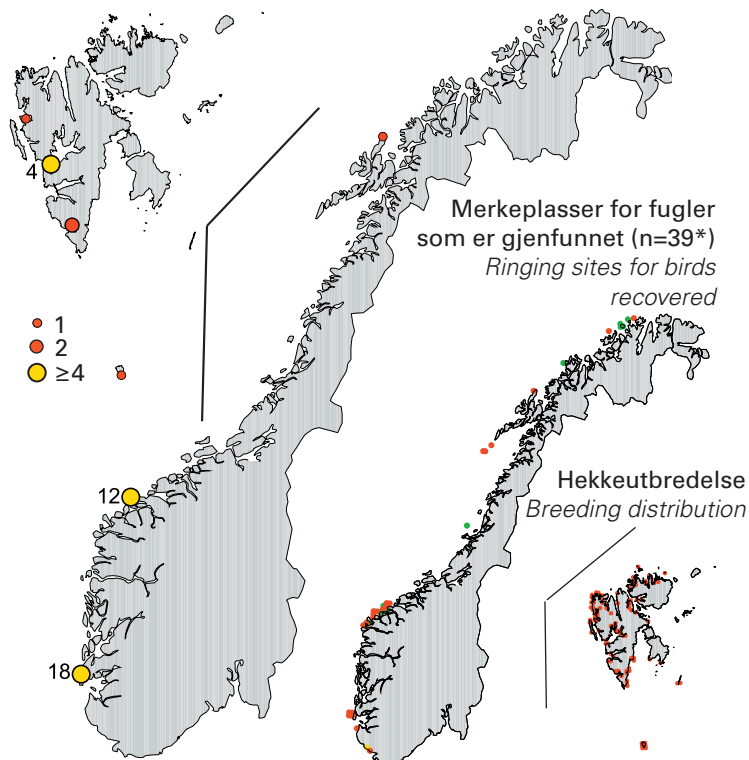 4
Merkeplasser for fugler
som er gjenfunnet (n=39*)
Ringing sites for birds
recovered
1
2
≥4
Hekkeutbredelse
Breeding distribution
12
18